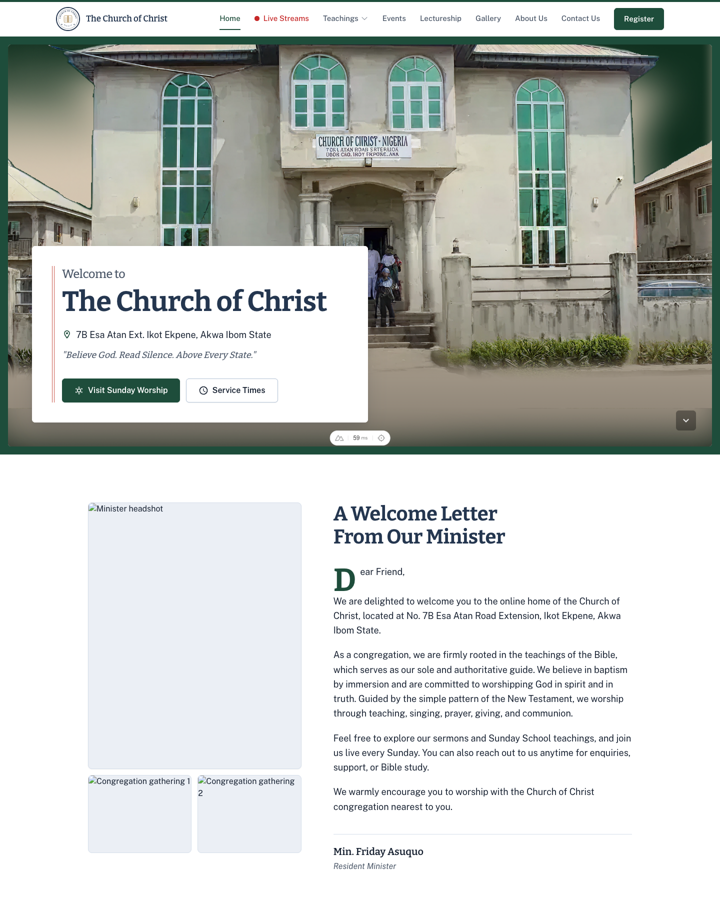 The Church of Christ
Home
Live Streams
Teachings
Events
Lectureship
Gallery
About Us
Contact Us
Register
CHURCH OF CHRIST - NIGERIA
Welcome to
The Church of Christ
7B Esa Atan Ext. Ikot Ekpene, Akwa Ibom State
"Believe God. Read Silence. Above Every State."
Visit Sunday Worship
Service Times
59 ms
Minister headshot
Congregation gathering 1
Congregation gathering
2
A Welcome Letter
From Our Minister
Dear Friend,
We are delighted to welcome you to the online home of the Church of
Christ, located at No. 7B Esa Atan Road Extension, Ikot Ekpene, Akwa
Ibom State.
As a congregation, we are firmly rooted in the teachings of the Bible,
which serves as our sole and authoritative guide. We believe in baptism
by immersion and are committed to worshipping God in spirit and in
truth. Guided by the simple pattern of the New Testament, we worship
through teaching, singing, prayer, giving, and communion.
Feel free to explore our sermons and Sunday School teachings, and join
us live every Sunday. You can also reach out to us anytime for enquiries,
support, or Bible study.
We warmly encourage you to worship with the Church of Christ
congregation nearest to you.
Min. Friday Asuquo
Resident Minister